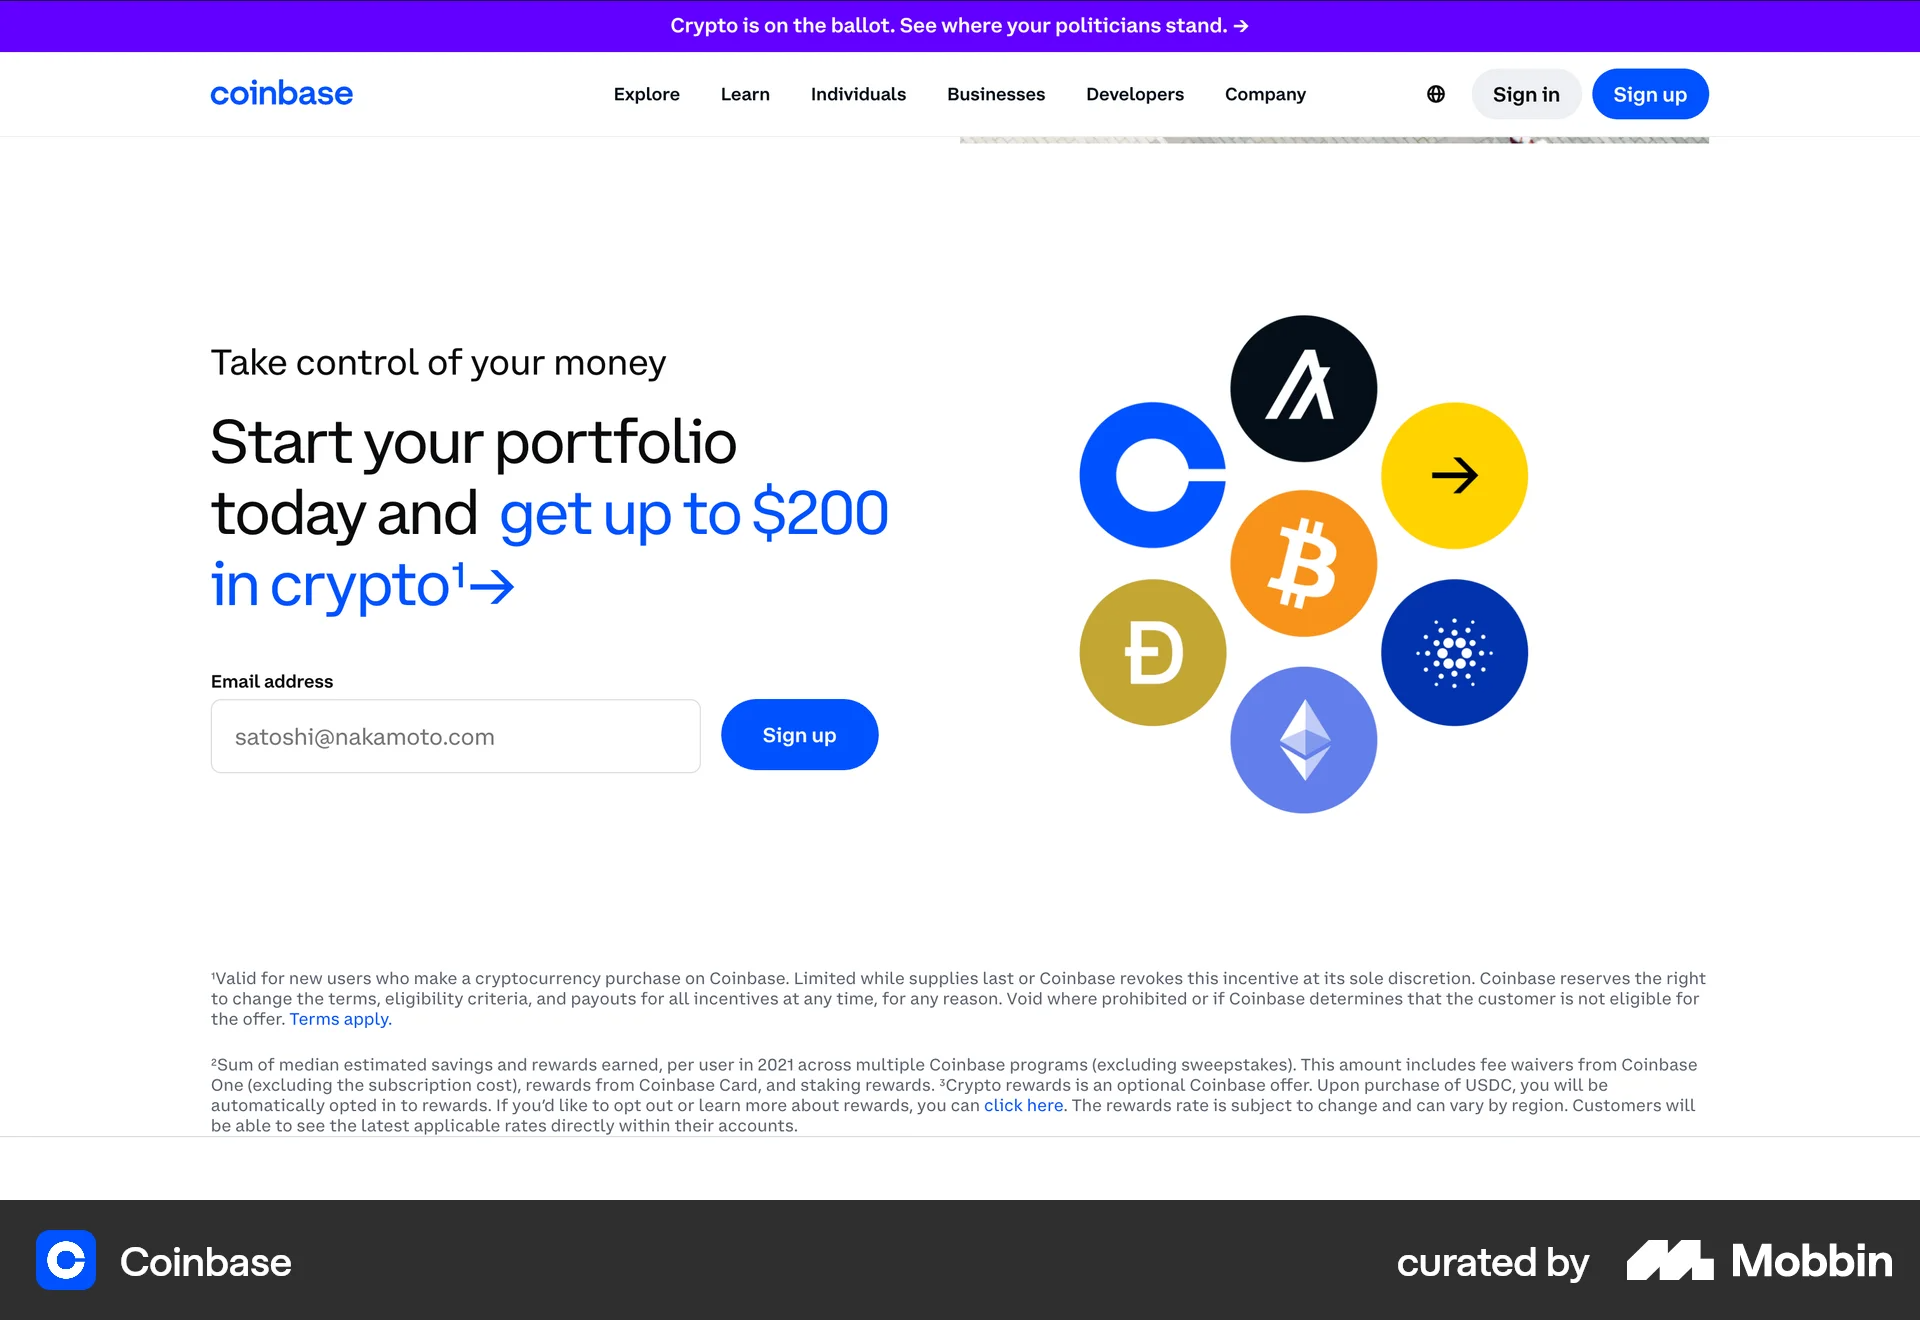 Crypto is on the ballot. See where your politicians stand. →
coinbase
Explore Learn Individuals Businesses Developers Company
Sign in Sign up
Take control of your money
Start your portfolio
today and get up to $200
in crypto¹→
Email address
satoshi@nakamoto.com
Sign up
¹Valid for new users who make a cryptocurrency purchase on Coinbase. Limited while supplies last or Coinbase revokes this incentive at its sole discretion. Coinbase reserves the right
to change the terms, eligibility criteria, and payouts for all incentives at any time, for any reason. Void where prohibited or if Coinbase determines that the customer is not eligible for
the offer. Terms apply.
²Sum of median estimated savings and rewards earned, per user in 2021 across multiple Coinbase programs (excluding sweepstakes). This amount includes fee waivers from Coinbase
One (excluding the subscription cost), rewards from Coinbase Card, and staking rewards. ³Crypto rewards is an optional Coinbase offer. Upon purchase of USDC, you will be
automatically opted in to rewards. If you’d like to opt out or learn more about rewards, you can click here. The rewards rate is subject to change and can vary by region. Customers will
be able to see the latest applicable rates directly within their accounts.
Coinbase
curated by Mobbin